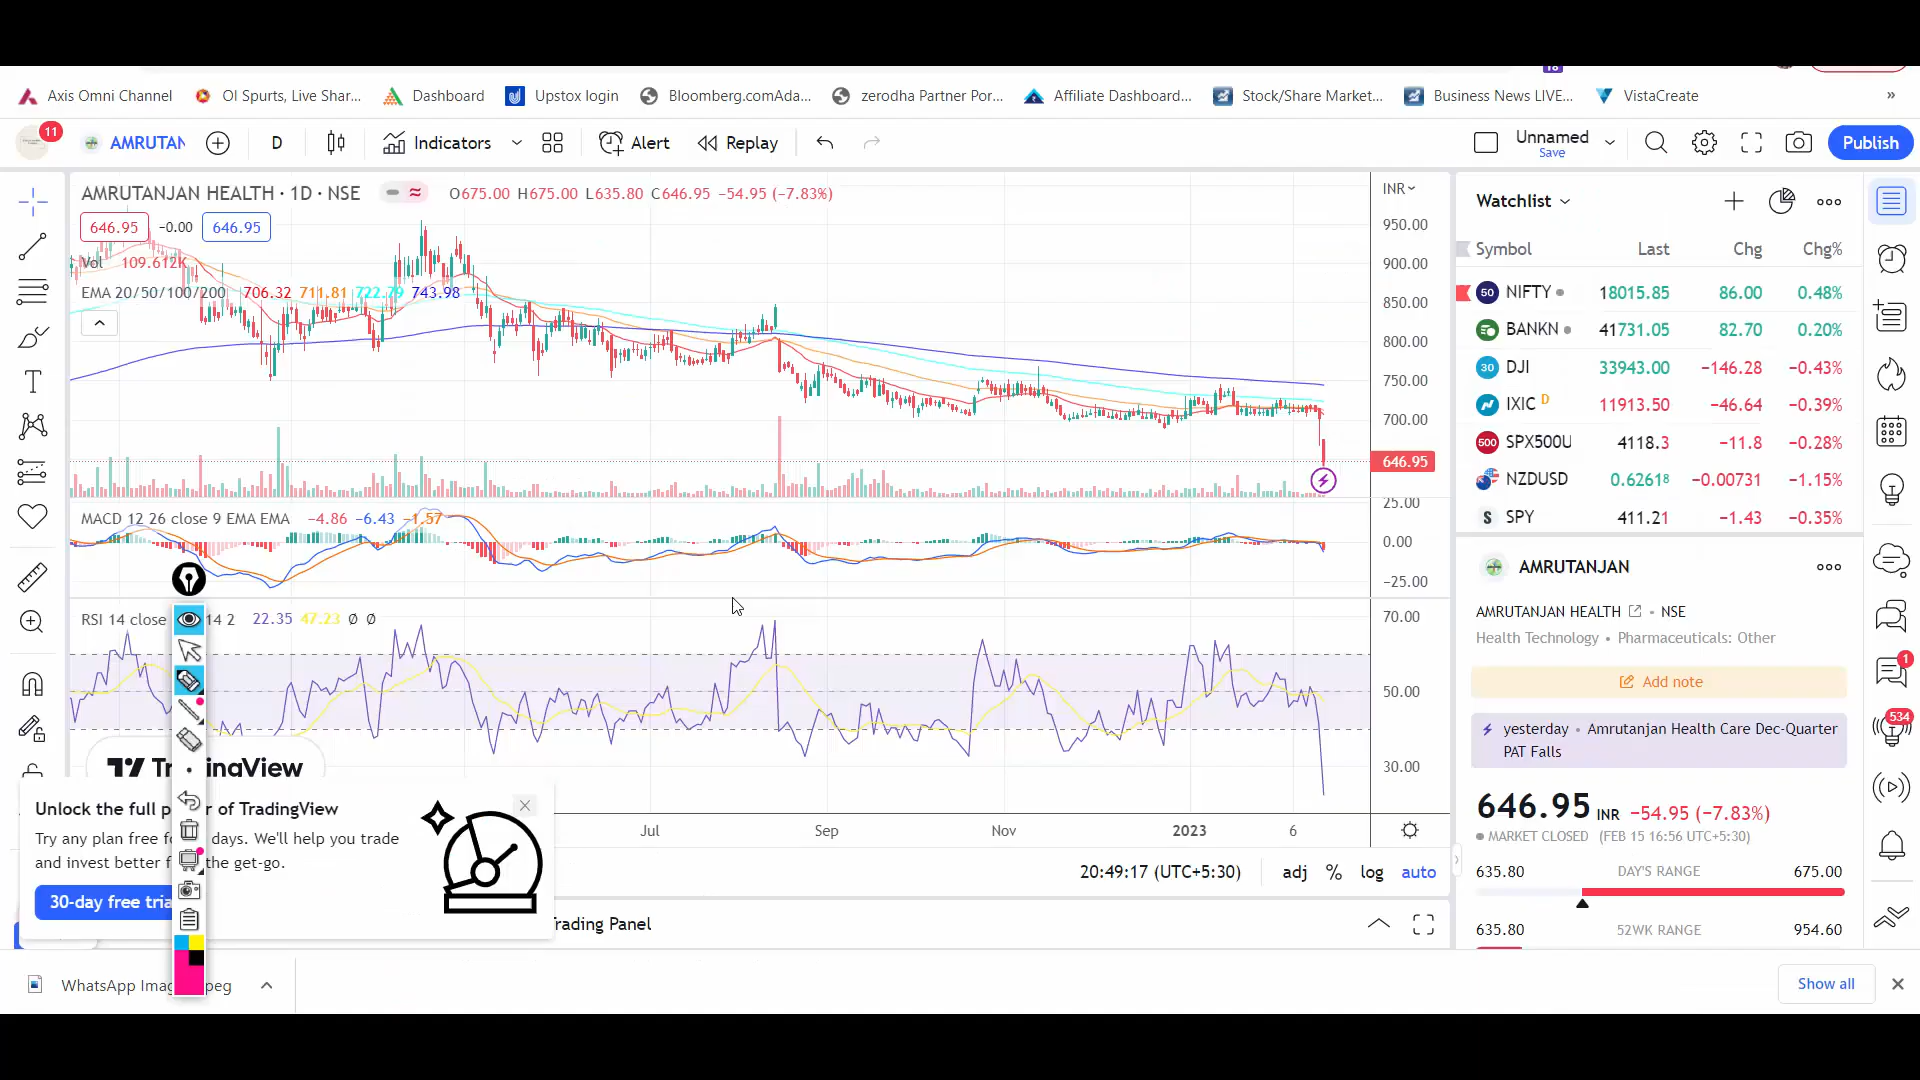 Axis Omni Channel
OI Spurts, Live Shar...
Dashboard
Upstox login
Bloomberg.comAda...
zerodha Partner Por...
Affiliate Dashboard...
Stock/Share Market...
Business News LIVE...
VistaCreate
»
11
AMRUTAN
D
Indicators
Alert
Replay
Unnamed
Save
Publish
AMRUTANJAN HEALTH · 1D · NSE
O675.00 H675.00 L635.80 C646.95 −54.95 (−7.83%)
INR
646.95
−0.00
646.95
Vol 109.612K
EMA 20/50/100/200 706.32 711.81 722.79 743.98
950.00
900.00
850.00
800.00
750.00
700.00
646.95
MACD 12 26 close 9 EMA EMA −4.86 −6.43 −1.57
25.00
0.00
−25.00
RSI 14 close 14 2 22.35 47.23 Ø Ø
70.00
50.00
30.00
Jul
Sep
Nov
2023
6
Unlock the full of TradingView
Try any plan free days. We'll help you trade
and invest better the get-go.
30-day free tria
20:49:17 (UTC+5:30)
adj
%
log
auto
rading Panel
Watchlist
Symbol Last Chg Chg%
50 NIFTY 18015.85 86.00 0.48%
BANKN 41731.05 82.70 0.20%
30 DJI 33943.00 −146.28 −0.43%
IXIC D 11913.50 −46.64 −0.39%
500 SPX500U 4118.3 −11.8 −0.28%
NZDUSD 0.62618 −0.00731 −1.15%
S SPY 411.21 −1.43 −0.35%
AMRUTANJAN
AMRUTANJAN HEALTH • NSE
Health Technology • Pharmaceuticals: Other
Add note
yesterday • Amrutanjan Health Care Dec-Quarter
PAT Falls
646.95 INR −54.95 (−7.83%)
MARKET CLOSED (FEB 15 16:56 UTC+5:30)
635.80 DAY'S RANGE 675.00
635.80 52WK RANGE 954.60
1
534
WhatsApp Imag peg
Show all